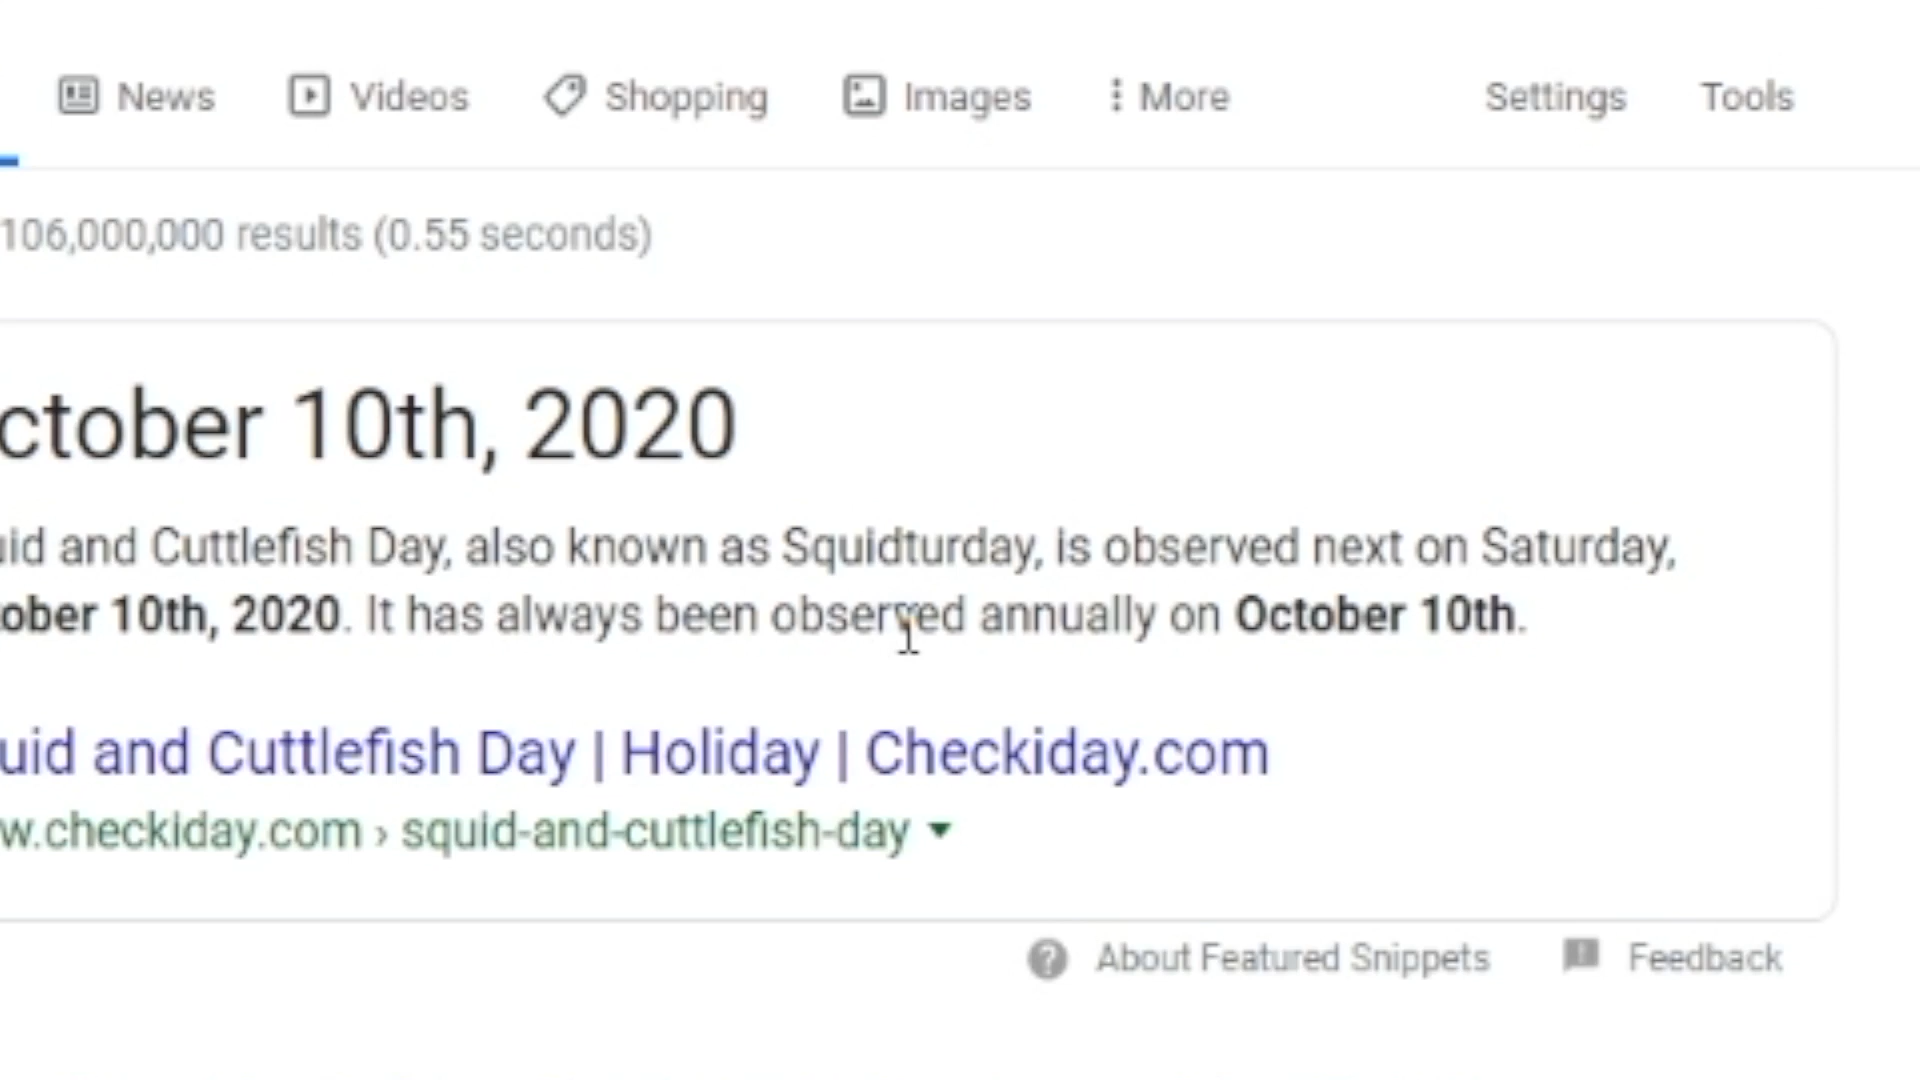 News Videos Shopping Images More Settings Tools
106,000,000 results (0.55 seconds)
ctober 10th, 2020
uid and Cuttlefish Day, also known as Squidturday, is observed next on Saturday,
ober 10th, 2020. It has always been observed annually on October 10th.
uid and Cuttlefish Day | Holiday | Checkiday.com
w.checkiday.com › squid-and-cuttlefish-day
About Featured Snippets Feedback